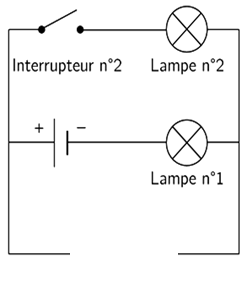 Interrupteur n°2
Lampe n°2
+ −
Lampe n°1